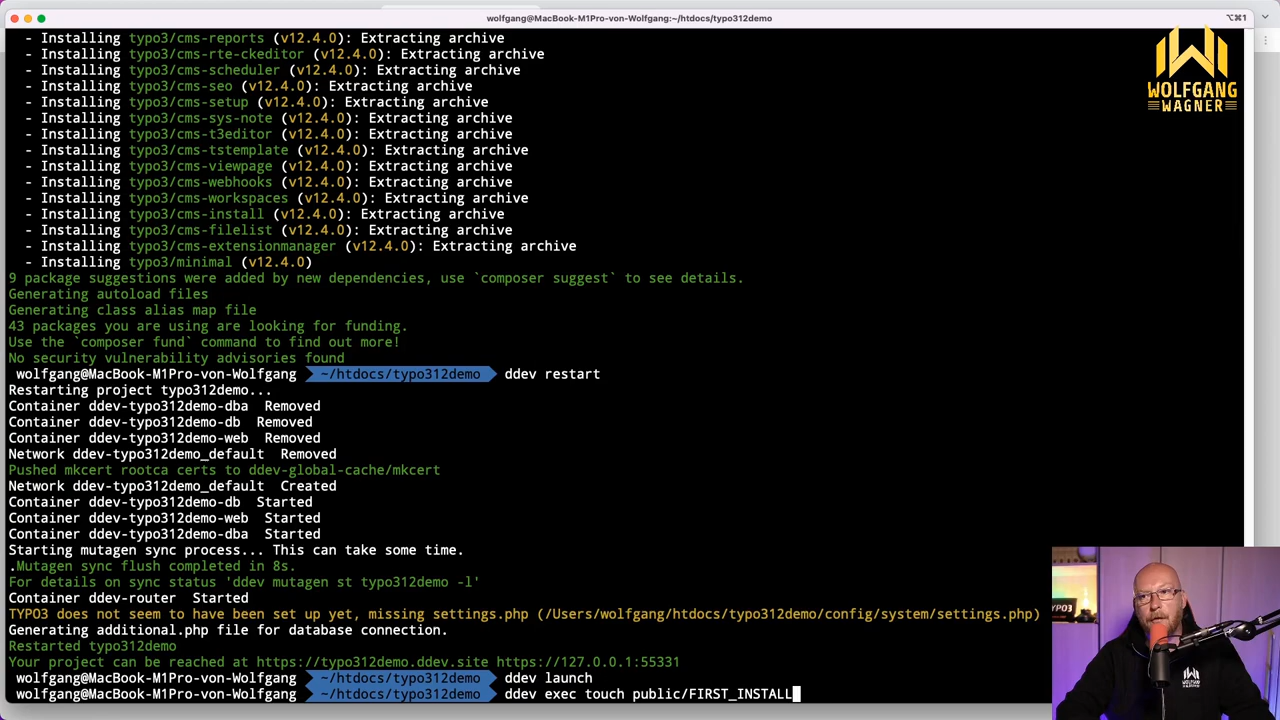 wolfgang@MacBook-M1Pro-von-Wolfgang:~/htdocs/typo312demo
⌥⌘1
WOLFGANG
WAGNER
- Installing typo3/cms-reports (v12.4.0): Extracting archive
- Installing typo3/cms-rte-ckeditor (v12.4.0): Extracting archive
- Installing typo3/cms-scheduler (v12.4.0): Extracting archive
- Installing typo3/cms-seo (v12.4.0): Extracting archive
- Installing typo3/cms-setup (v12.4.0): Extracting archive
- Installing typo3/cms-sys-note (v12.4.0): Extracting archive
- Installing typo3/cms-t3editor (v12.4.0): Extracting archive
- Installing typo3/cms-tstemplate (v12.4.0): Extracting archive
- Installing typo3/cms-viewpage (v12.4.0): Extracting archive
- Installing typo3/cms-webhooks (v12.4.0): Extracting archive
- Installing typo3/cms-workspaces (v12.4.0): Extracting archive
- Installing typo3/cms-install (v12.4.0): Extracting archive
- Installing typo3/cms-filelist (v12.4.0): Extracting archive
- Installing typo3/cms-extensionmanager (v12.4.0): Extracting archive
- Installing typo3/minimal (v12.4.0)
9 package suggestions were added by new dependencies, use `composer suggest` to see details.
Generating autoload files
Generating class alias map file
43 packages you are using are looking for funding.
Use the `composer fund` command to find out more!
No security vulnerability advisories found
wolfgang@MacBook-M1Pro-von-Wolfgang ~/htdocs/typo312demo ddev restart
Restarting project typo312demo...
Container ddev-typo312demo-dba Removed
Container ddev-typo312demo-db Removed
Container ddev-typo312demo-web Removed
Network ddev-typo312demo_default Removed
Pushed mkcert rootca certs to ddev-global-cache/mkcert
Network ddev-typo312demo_default Created
Container ddev-typo312demo-db Started
Container ddev-typo312demo-web Started
Container ddev-typo312demo-dba Started
Starting mutagen sync process... This can take some time.
.Mutagen sync flush completed in 8s.
For details on sync status 'ddev mutagen st typo312demo -l'
Container ddev-router Started
TYPO3 does not seem to have been set up yet, missing settings.php (/Users/wolfgang/htdocs/typo312demo/config/system/settings.php)
Generating additional.php file for database connection.
Restarted typo312demo
Your project can be reached at https://typo312demo.ddev.site https://127.0.0.1:55331
wolfgang@MacBook-M1Pro-von-Wolfgang ~/htdocs/typo312demo ddev launch
wolfgang@MacBook-M1Pro-von-Wolfgang ~/htdocs/typo312demo ddev exec touch public/FIRST_INSTALL
TYPO3